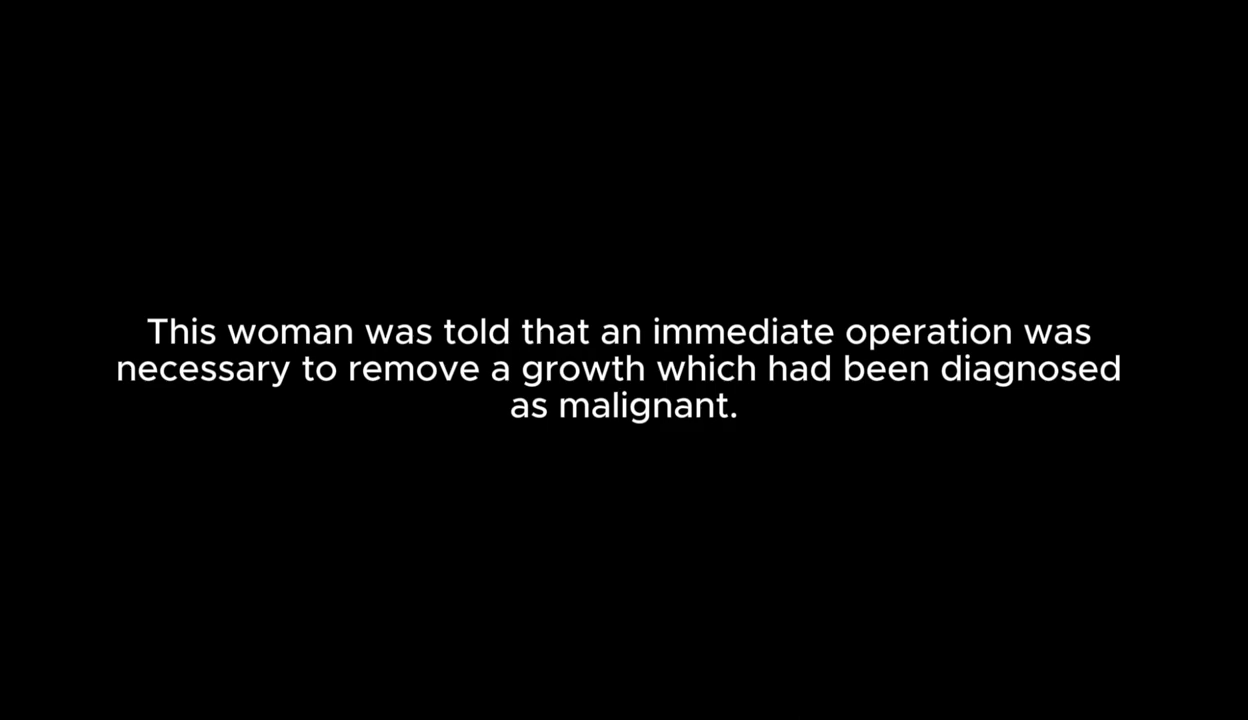 This woman was told that an immediate operation was
necessary to remove a growth which had been diagnosed
as malignant.